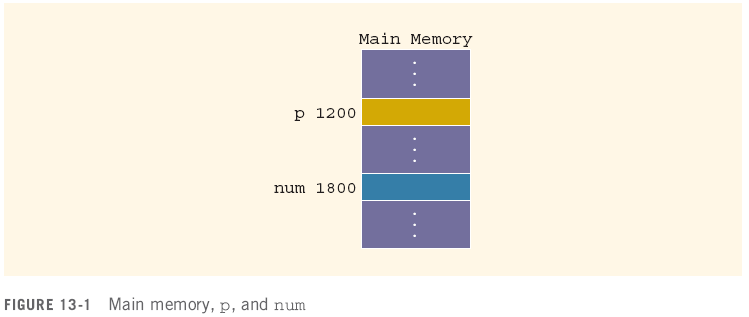 Main Memory
p 1200
num 1800
FIGURE 13-1 Main memory, p, and num